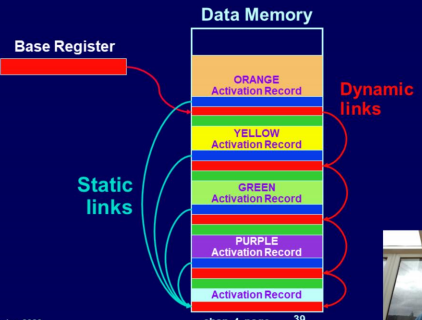 Data Memory
Base Register
ORANGE
Activation Record
Dynamic
links
YELLOW
Activation Record
Static
links
GREEN
Activation Record
PURPLE
Activation Record
Activation Record
39